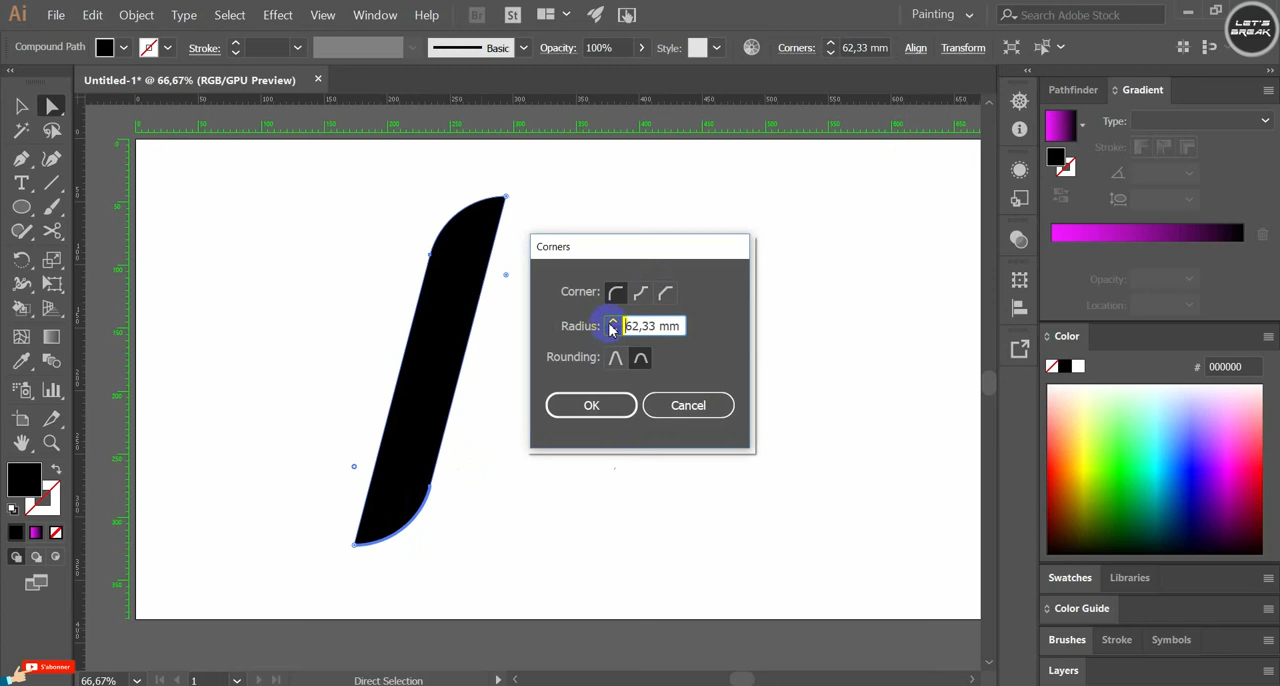 Ai File Edit Object Type Select Effect View Window Help Br St Painting Search Adobe Stock
LET'S BREAK
Compound Path Stroke: Basic Opacity: 100% Style: Corners: 62,33 mm Align Transform
Untitled-1* @ 66,67% (RGB/GPU Preview)
Pathfinder Gradient
Type:
Stroke:
Corners
Corner:
Radius: 62,33 mm
Rounding:
OK Cancel
Opacity:
Location:
Color
# 000000
Swatches Libraries
Color Guide
Brushes Stroke Symbols
Layers
S'abonner
66,67% 1 Direct Selection